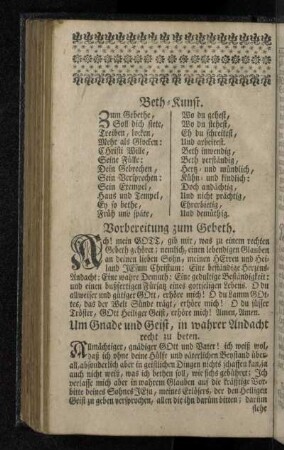 Beth-Kunst.
Zum Gebethe,
Soll dich stets,
Treiben, locken,
Mehr als Glocken:
Christi Wille,
Seine Fülle:
Dein Gebrechen,
Sein Versprechen:
Sein Exempel,
Haus und Tempel,
Ey so bethe,
Früh und späte,
Wo du gehest,
Wo du stehest,
Eh du schreitest,
Und arbeitest.
Beth inwendig,
Beth verständig,
Hertz- und mündlich,
Kühn- und kindlich:
Doch andächtig,
Und nicht prächtig,
Ehrerbietig,
Und demüthig.
Vorbereitung zum Gebeth.
Ach! mein GOTT, gib mir, was zu einem rechten
Gebeth gehöret: nemlich, einen lebendigen Glauben
an deinen lieben Sohn, meinen HErrn und Hei-
land JEsum Christum: Eine beständige Herzens-
Andacht: Eine wahre Demuth: Eine gedultige Beständigkeit:
und einen bußfertigen Fürsatz eines gottseligen Lebens. O du
allweiser und gütiger GOtt, erhöre mich! O du Lamm GOt-
tes, das der Welt Sünde trägt, erhöre mich! O du süsser
Tröster, GOtt Heiliger Geist, erhöre mich! Amen, Amen.
Um Gnade und Geist, in wahrer Andacht
recht zu beten.
Allmächtiger, gnädiger GOtt und Vater! ich weiß wol,
daß ich ohne deine Hülfe und väterlichen Beystand über-
all, absonderlich aber in geistlichen Dingen nichts schaffen kan, ja
auch nicht weiß, was ich bethen soll, wie sichs gebühret: Ich
verlasse mich aber in wahrem Glauben auf die kräftige Vor-
bitte deines Sohnes JEsu, meines Erlösers, der den Heiligen
Geist zu geben versprochen, allen die ihn darum bitten; darum
siehe